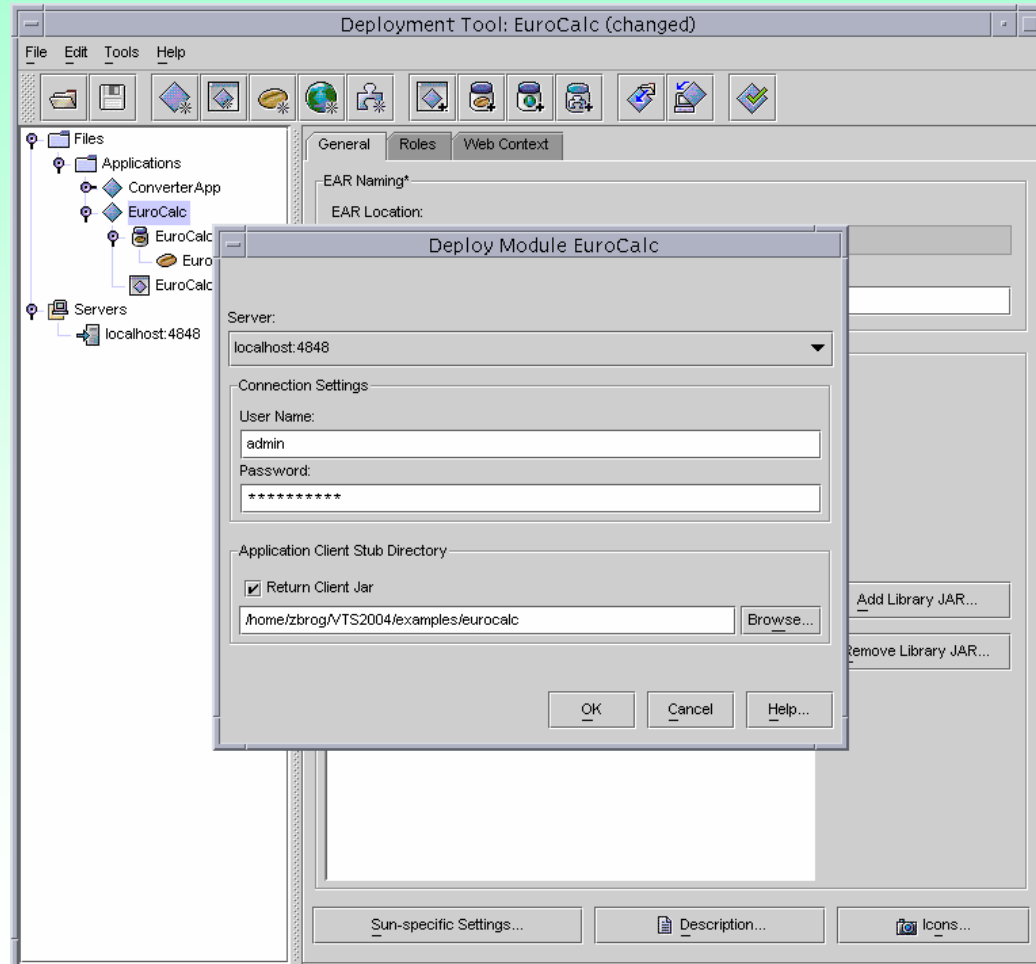 Deployment Tool: EuroCalc (changed)
File Edit Tools Help
Files
Applications
ConverterApp
EuroCalc
EuroCalc
Euro
EuroCalc
Servers
localhost:4848
General Roles Web Context
EAR Naming*
EAR Location:
Deploy Module EuroCalc
Server:
localhost:4848
Connection Settings
User Name:
admin
Password:
**********
Application Client Stub Directory
Return Client Jar
/home/zbrog/VTS2004/examples/eurocalc Browse...
OK Cancel Help...
Add Library JAR...
Remove Library JAR...
Sun-specific Settings... Description... Icons...